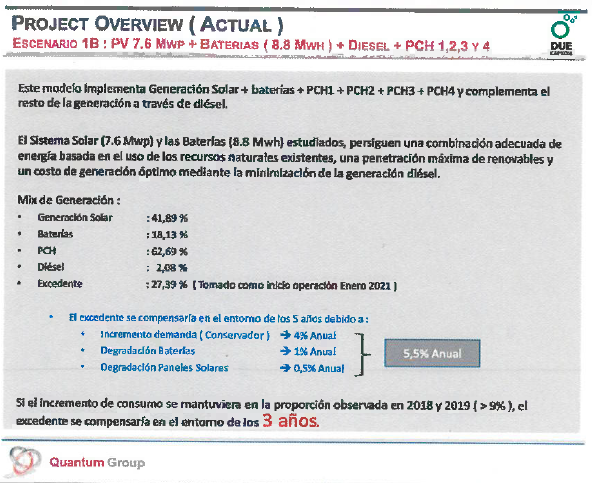 PROJECT OVERVIEW ( ACTUAL )
ESCENARIO 1B : PV 7.6 MWP + BATERIAS ( 8.8 MWH ) + DIESEL + PCH 1,2,3 Y 4
DUE
CAPITAL
Este modelo implementa Generación Solar + baterías + PCH1 + PCH2 + PCH3 + PCH4 y complementa el
resto de la generación a través de diésel.
El Sistema Solar (7.6 Mwp) y las Baterías (8.8 Mwh) estudiados, persiguen una combinación adecuada de
energía basada en el uso de los recursos naturales existentes, una penetración máxima de renovables y
un costo de generación óptimo mediante la minimización de la generación diésel.
Mix de Generación :
• Generación Solar : 41,89 %
• Baterías : 18,13 %
• PCH : 62,69 %
• Diésel : 2,08 %
• Excedente : 27,39 % ( Tomado como inicio operación Enero 2021 )
• El excedente se compensaría en el entorno de los 5 años debido a :
• Incremento demanda ( Conservador ) → 4% Anual
• Degradación Baterías → 1% Anual
• Degradación Paneles Solares → 0,5% Anual
5,5% Anual
Si el incremento de consumo se mantuviera en la proporción observada en 2018 y 2019 ( > 9% ), el
excedente se compensaría en el entorno de los 3 años.
Quantum Group